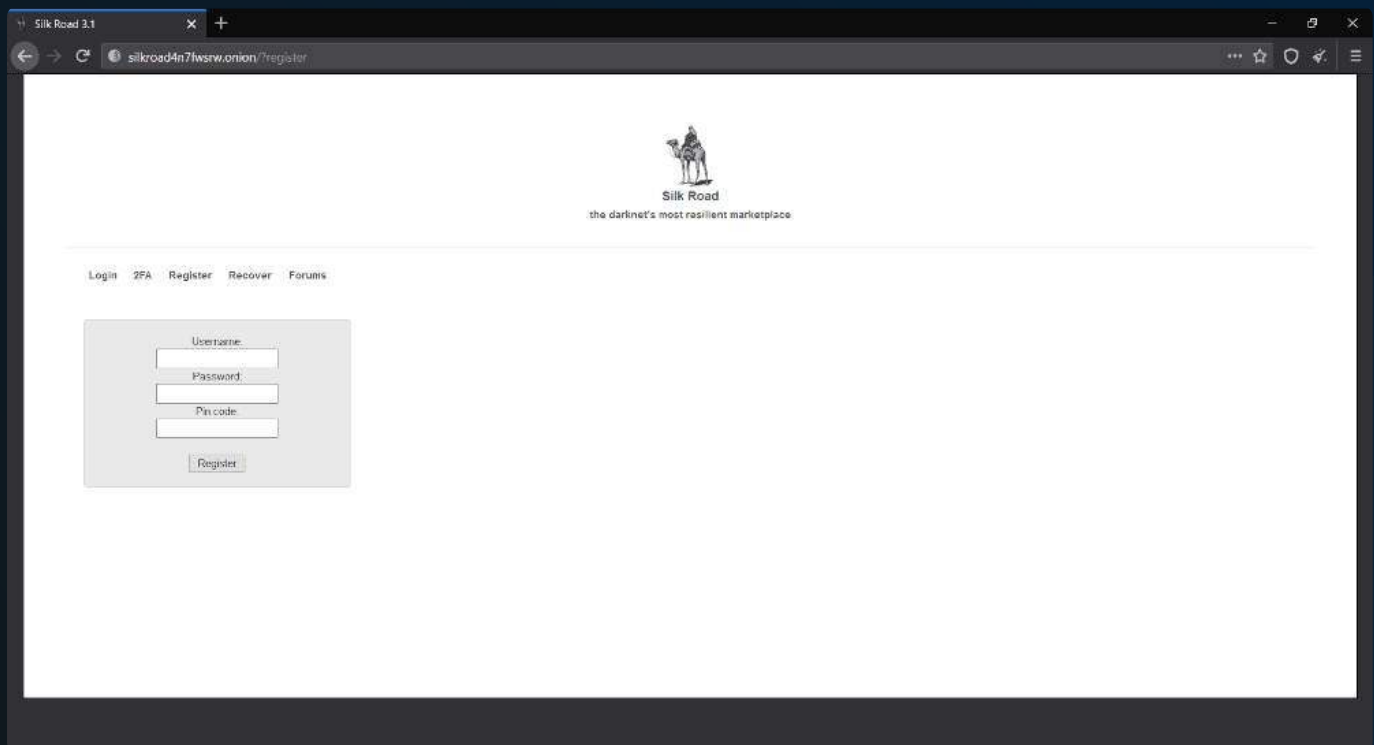 Silk Road 3.1
silkroad4n7fwsrw.onion/?register
Silk Road
the darknet's most resilient marketplace
Login 2FA Register Recover Forums
Username:
Password:
Pin code:
Register